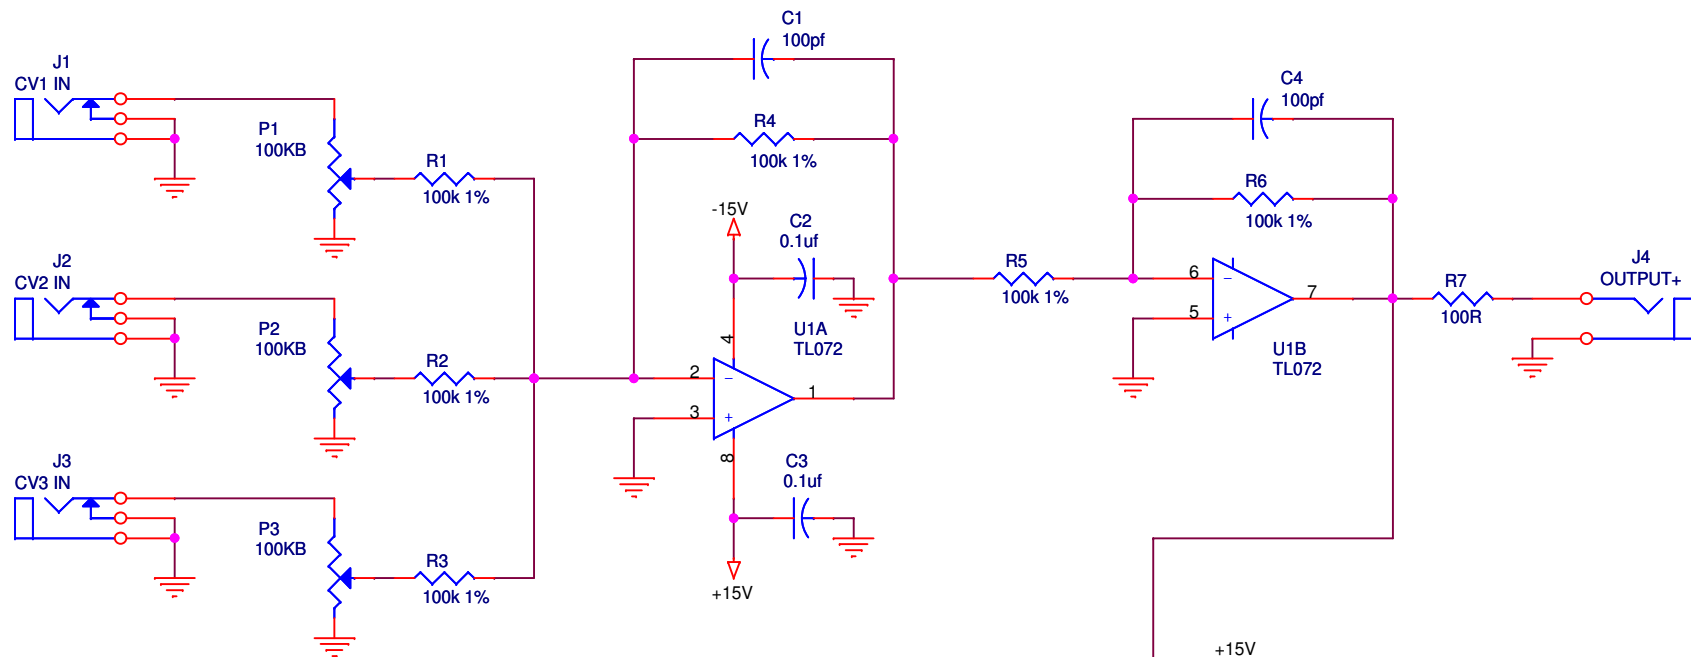 C1
100pf
J1
CV1 IN
P1
100KB
R1
100k 1%
R4
100k 1%
C4
100pf
R6
100k 1%
-15V
C2
0.1uf
J2
CV2 IN
P2
100KB
R2
100k 1%
4
U1A
TL072
2
−
3
+
1
8
R5
100k 1%
6
−
5
+
7
U1B
TL072
R7
100R
J4
OUTPUT+
J3
CV3 IN
P3
100KB
R3
100k 1%
C3
0.1uf
+15V
+15V